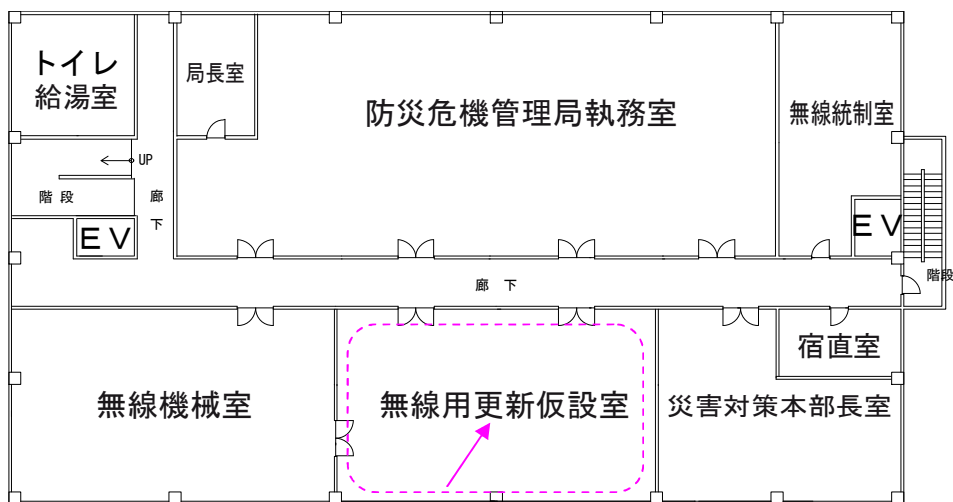 トイレ
給湯室
局長室
防災危機管理局執務室
無線統制室
UP
階段
廊
下
EV
EV
階段
廊下
宿直室
無線機械室
無線用更新仮設室
災害対策本部長室